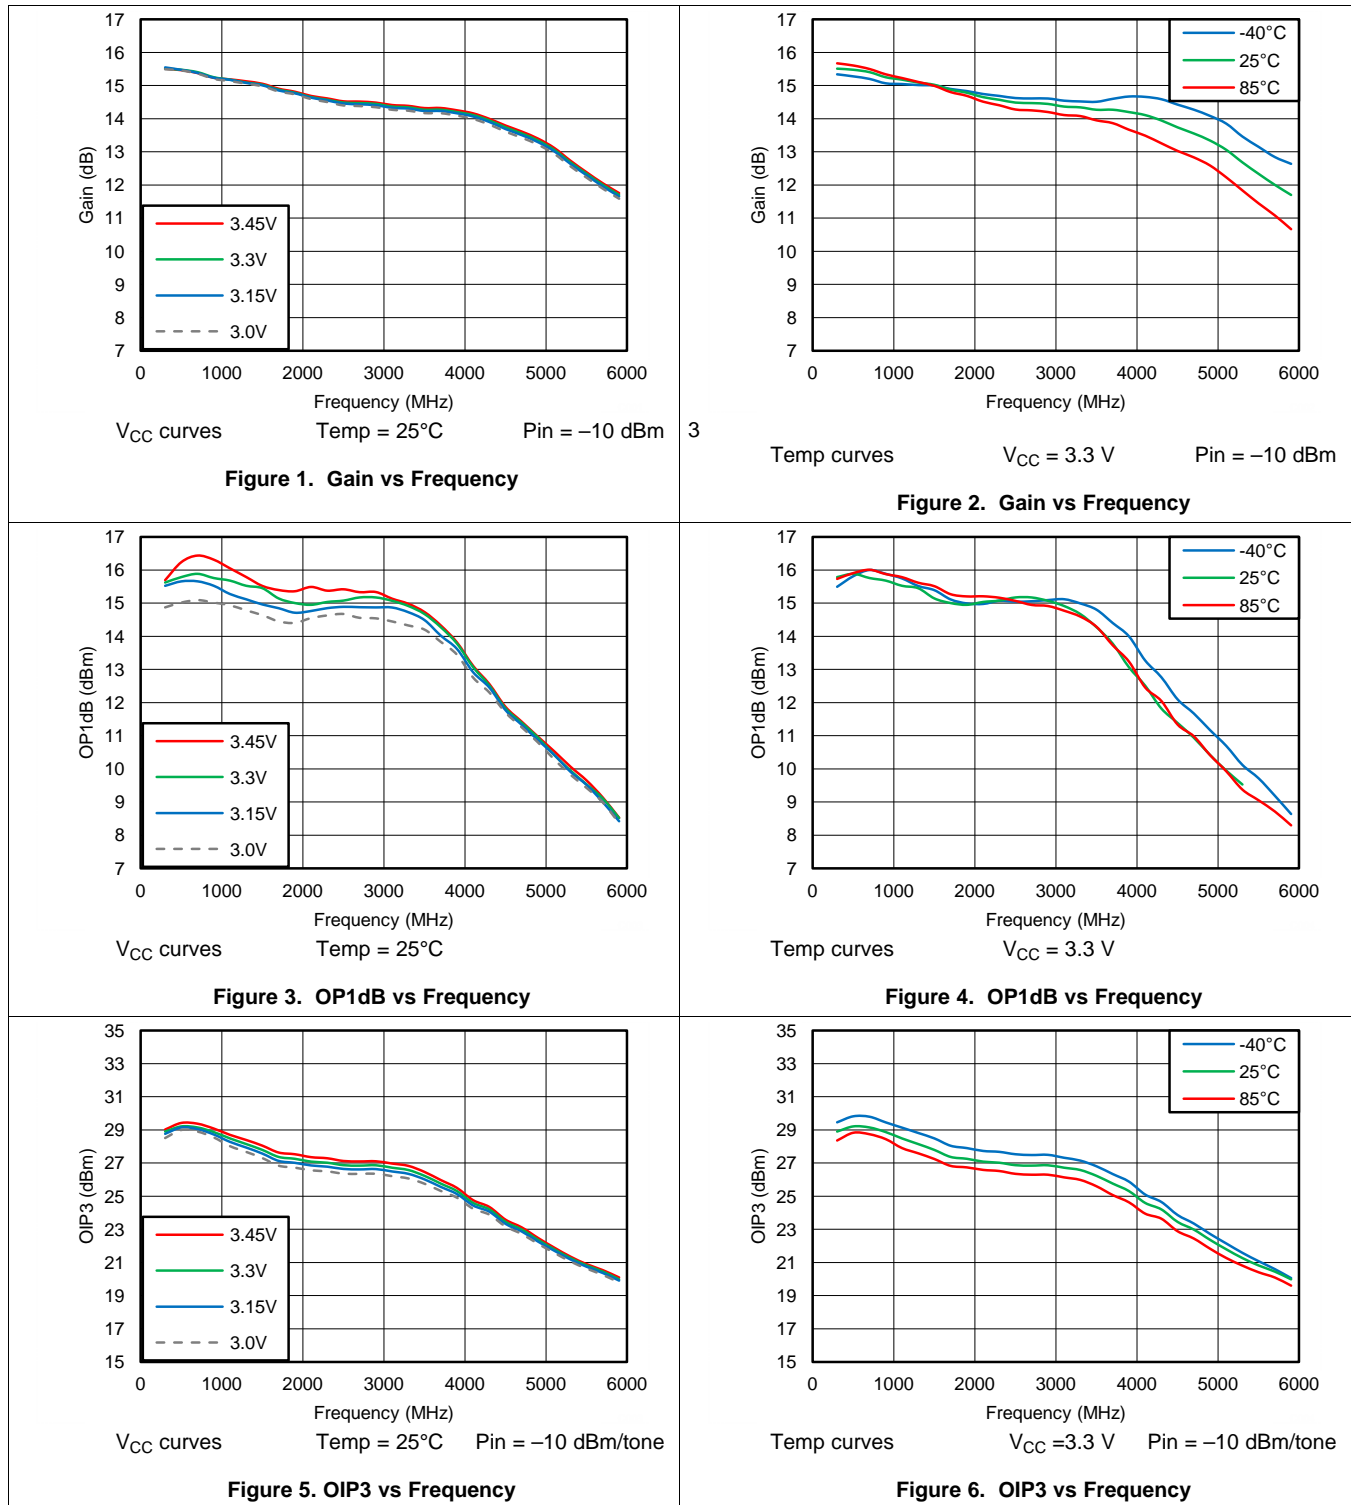 17
16
15
14
13
12
11
10
9
8
7
Gain (dB)
3.45V
3.3V
3.15V
3.0V
0 1000 2000 3000 4000 5000 6000
Frequency (MHz)
VCC curves Temp = 25°C Pin = –10 dBm
Figure 1. Gain vs Frequency
17
16
15
14
13
12
11
10
9
8
7
Gain (dB)
-40°C
25°C
85°C
0 1000 2000 3000 4000 5000 6000
Frequency (MHz)
3
Temp curves VCC = 3.3 V Pin = –10 dBm
Figure 2. Gain vs Frequency
17
16
15
14
13
12
11
10
9
8
7
OP1dB (dBm)
3.45V
3.3V
3.15V
3.0V
0 1000 2000 3000 4000 5000 6000
Frequency (MHz)
VCC curves Temp = 25°C
Figure 3. OP1dB vs Frequency
17
16
15
14
13
12
11
10
9
8
7
OP1dB (dBm)
-40°C
25°C
85°C
0 1000 2000 3000 4000 5000 6000
Frequency (MHz)
Temp curves VCC = 3.3 V
Figure 4. OP1dB vs Frequency
35
33
31
29
27
25
23
21
19
17
15
OIP3 (dBm)
3.45V
3.3V
3.15V
3.0V
0 1000 2000 3000 4000 5000 6000
Frequency (MHz)
VCC curves Temp = 25°C Pin = –10 dBm/tone
Figure 5. OIP3 vs Frequency
35
33
31
29
27
25
23
21
19
17
15
OIP3 (dBm)
-40°C
25°C
85°C
0 1000 2000 3000 4000 5000 6000
Frequency (MHz)
Temp curves VCC =3.3 V Pin = –10 dBm/tone
Figure 6. OIP3 vs Frequency